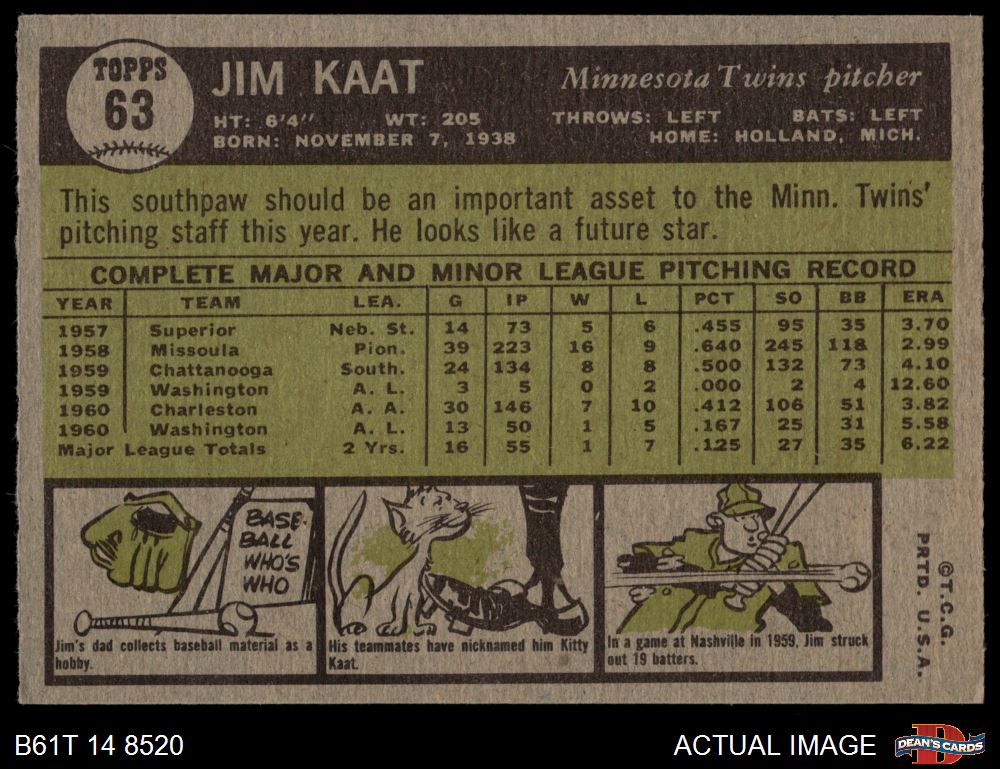 TOPPS
63
JIM KAAT
Minnesota Twins pitcher
HT: 6'4" WT: 205 THROWS: LEFT BATS: LEFT
BORN: NOVEMBER 7, 1938 HOME: HOLLAND, MICH.
This southpaw should be an important asset to the Minn. Twins'
pitching staff this year. He looks like a future star.
COMPLETE MAJOR AND MINOR LEAGUE PITCHING RECORD
YEAR TEAM LEA. G IP W L PCT SO BB ERA
1957 Superior Neb. St. 14 73 5 6 .455 95 35 3.70
1958 Missoula Pion. 39 223 16 9 .640 245 118 2.99
1959 Chattanooga South. 24 134 8 8 .500 132 73 4.10
1959 Washington A. L. 3 5 0 2 .000 2 4 12.60
1960 Charleston A. A. 30 146 7 10 .412 106 51 3.82
1960 Washington A. L. 13 50 1 5 .167 25 31 5.58
Major League Totals 2 Yrs. 16 55 1 7 .125 27 35 6.22
BASE-
BALL
WHO'S
WHO
Jim's dad collects baseball material as a
hobby.
His teammates have nicknamed him Kitty
Kaat.
In a game at Nashville in 1959, Jim struck
out 19 batters.
©T.C.G.
PRTD. U.S.A.
B61T 14 8520
ACTUAL IMAGE
D
DEAN'S CARDS